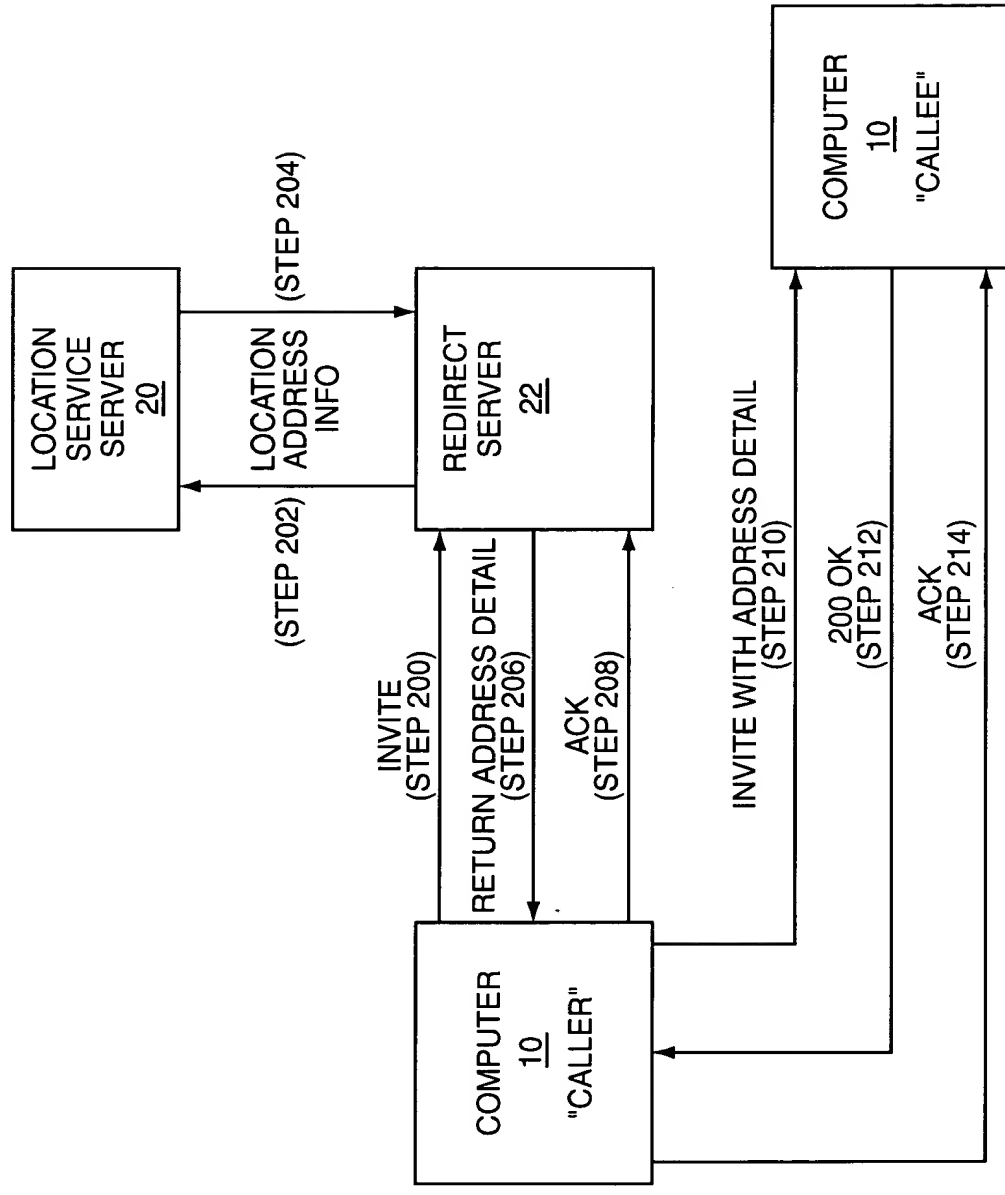 LOCATION
SERVICE
SERVER
20
(STEP 202)
LOCATION
ADDRESS
INFO
(STEP 204)
REDIRECT
SERVER
22
INVITE
(STEP 200)
RETURN ADDRESS DETAIL
(STEP 206)
ACK
(STEP 208)
COMPUTER
10
"CALLER"
INVITE WITH ADDRESS DETAIL
(STEP 210)
200 OK
(STEP 212)
ACK
(STEP 214)
COMPUTER
10
"CALLEE"